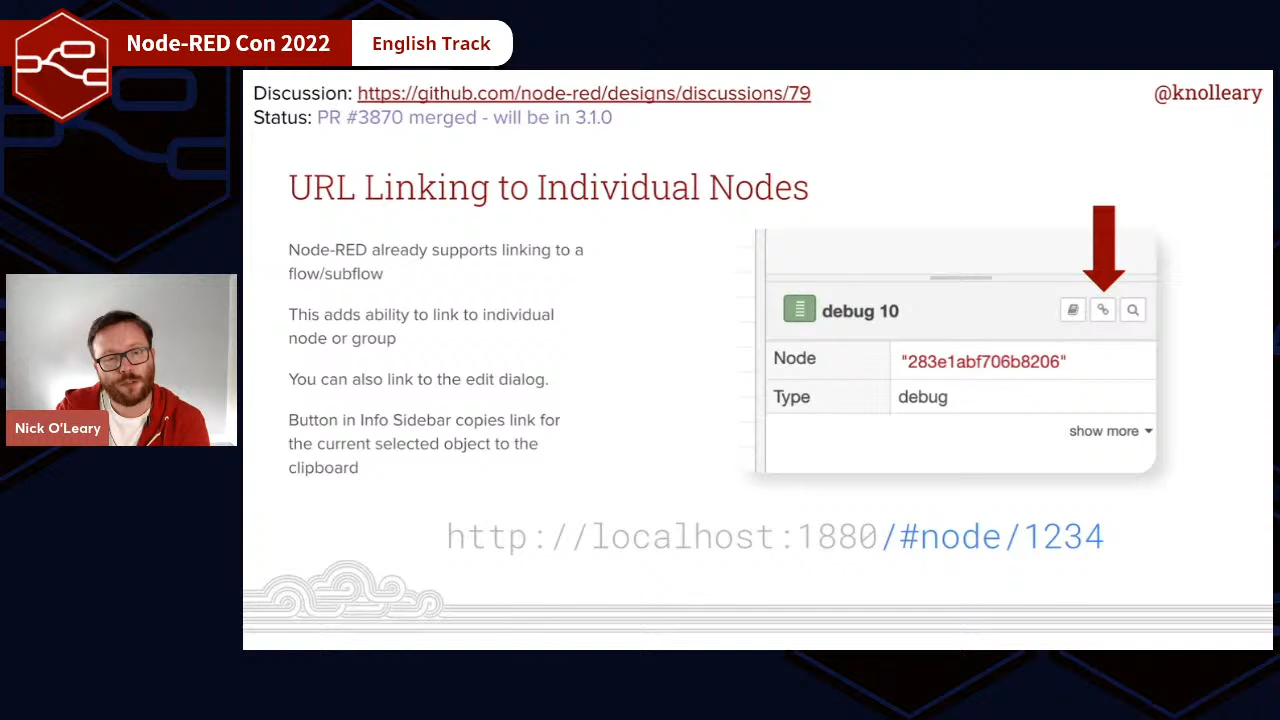 Node-RED Con 2022
English Track
Discussion: https://github.com/node-red/designs/discussions/79
@knolleary
Status: PR #3870 merged - will be in 3.1.0
URL Linking to Individual Nodes
Node-RED already supports linking to a
flow/subflow
This adds ability to link to individual
node or group
You can also link to the edit dialog.
Button in Info Sidebar copies link for
the current selected object to the
clipboard
debug 10
Node
"283e1abf706b8206"
Type
debug
show more
http://localhost:1880/#node/1234
Nick O'Leary